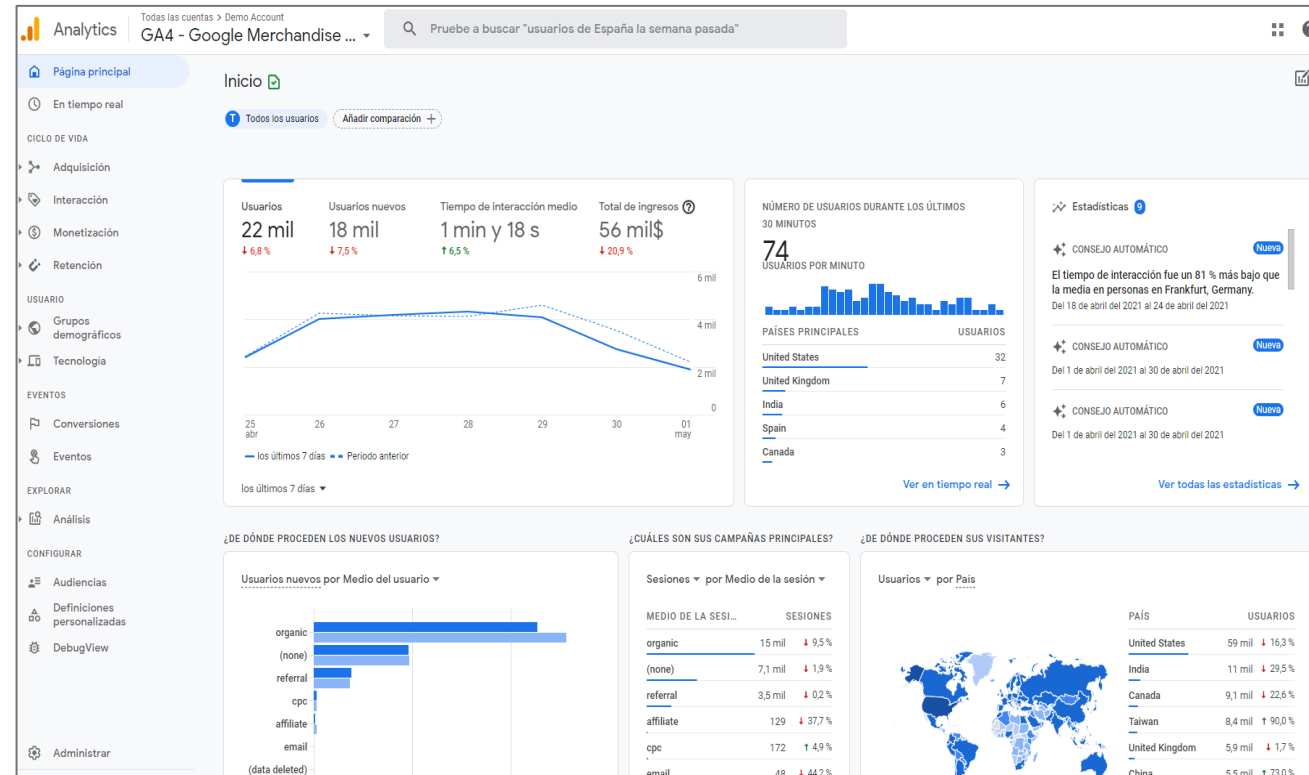 Analytics
Todas las cuentas > Demo Account
GA4 - Google Merchandise ...
Pruebe a buscar "usuarios de España la semana pasada"
Página principal
En tiempo real
CICLO DE VIDA
Adquisición
Interacción
Monetización
Retención
USUARIO
Grupos
demográficos
Tecnología
EVENTOS
Conversiones
Eventos
EXPLORAR
Análisis
CONFIGURAR
Audiencias
Definiciones
personalizadas
DebugView
Administrar
Inicio
T Todos los usuarios
Añadir comparación +
Usuarios
22 mil
↓ 6,8 %
Usuarios nuevos
18 mil
↓ 7,5 %
Tiempo de interacción medio
1 min y 18 s
↑ 6,5 %
Total de ingresos ?
56 mil$
↓ 20,9 %
6 mil
4 mil
2 mil
0
25 26 27 28 29 30 01
abr may
los últimos 7 días Periodo anterior
los últimos 7 días
NÚMERO DE USUARIOS DURANTE LOS ÚLTIMOS
30 MINUTOS
74
USUARIOS POR MINUTO
PAÍSES PRINCIPALES USUARIOS
United States 32
United Kingdom 7
India 6
Spain 4
Canada 3
Ver en tiempo real →
Estadísticas 9
CONSEJO AUTOMÁTICO Nueva
El tiempo de interacción fue un 81 % más bajo que
la media en personas en Frankfurt, Germany.
Del 18 de abril del 2021 al 24 de abril del 2021
CONSEJO AUTOMÁTICO Nueva
Del 1 de abril del 2021 al 30 de abril del 2021
CONSEJO AUTOMÁTICO Nueva
Del 1 de abril del 2021 al 30 de abril del 2021
Ver todas las estadísticas →
¿DE DÓNDE PROCEDEN LOS NUEVOS USUARIOS?
Usuarios nuevos por Medio del usuario
organic
(none)
referral
cpc
affiliate
email
(data deleted)
¿CUÁLES SON SUS CAMPAÑAS PRINCIPALES?
Sesiones por Medio de la sesión
MEDIO DE LA SESI... SESIONES
organic 15 mil ↓ 9,5 %
(none) 7,1 mil ↓ 1,9 %
referral 3,5 mil ↓ 0,2 %
affiliate 129 ↓ 37,7 %
cpc 172 ↑ 4,9 %
email 48 ↓ 44,2 %
¿DE DÓNDE PROCEDEN SUS VISITANTES?
Usuarios por País
PAÍS USUARIOS
United States 59 mil ↓ 16,3 %
India 11 mil ↓ 29,5 %
Canada 9,1 mil ↓ 22,6 %
Taiwan 8,4 mil ↑ 90,0 %
United Kingdom 5,9 mil ↓ 1,7 %
China 5,5 mil ↑ 73,0 %